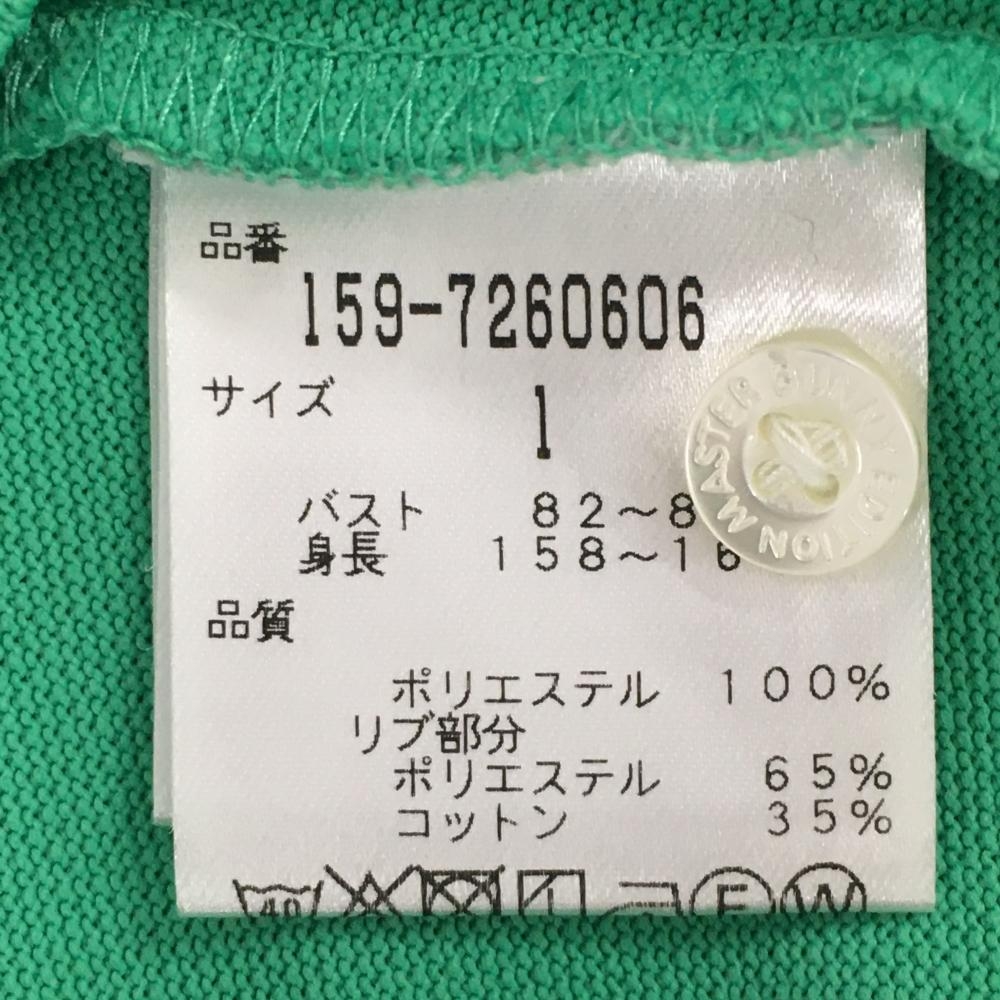 品番
159-7260606
サイズ 1
バスト 82～8
身長 158～16
品質
ポリエステル 100%
リブ部分
ポリエステル 65%
コットン 35%
40
F W
MASTER BUNNY EDITION